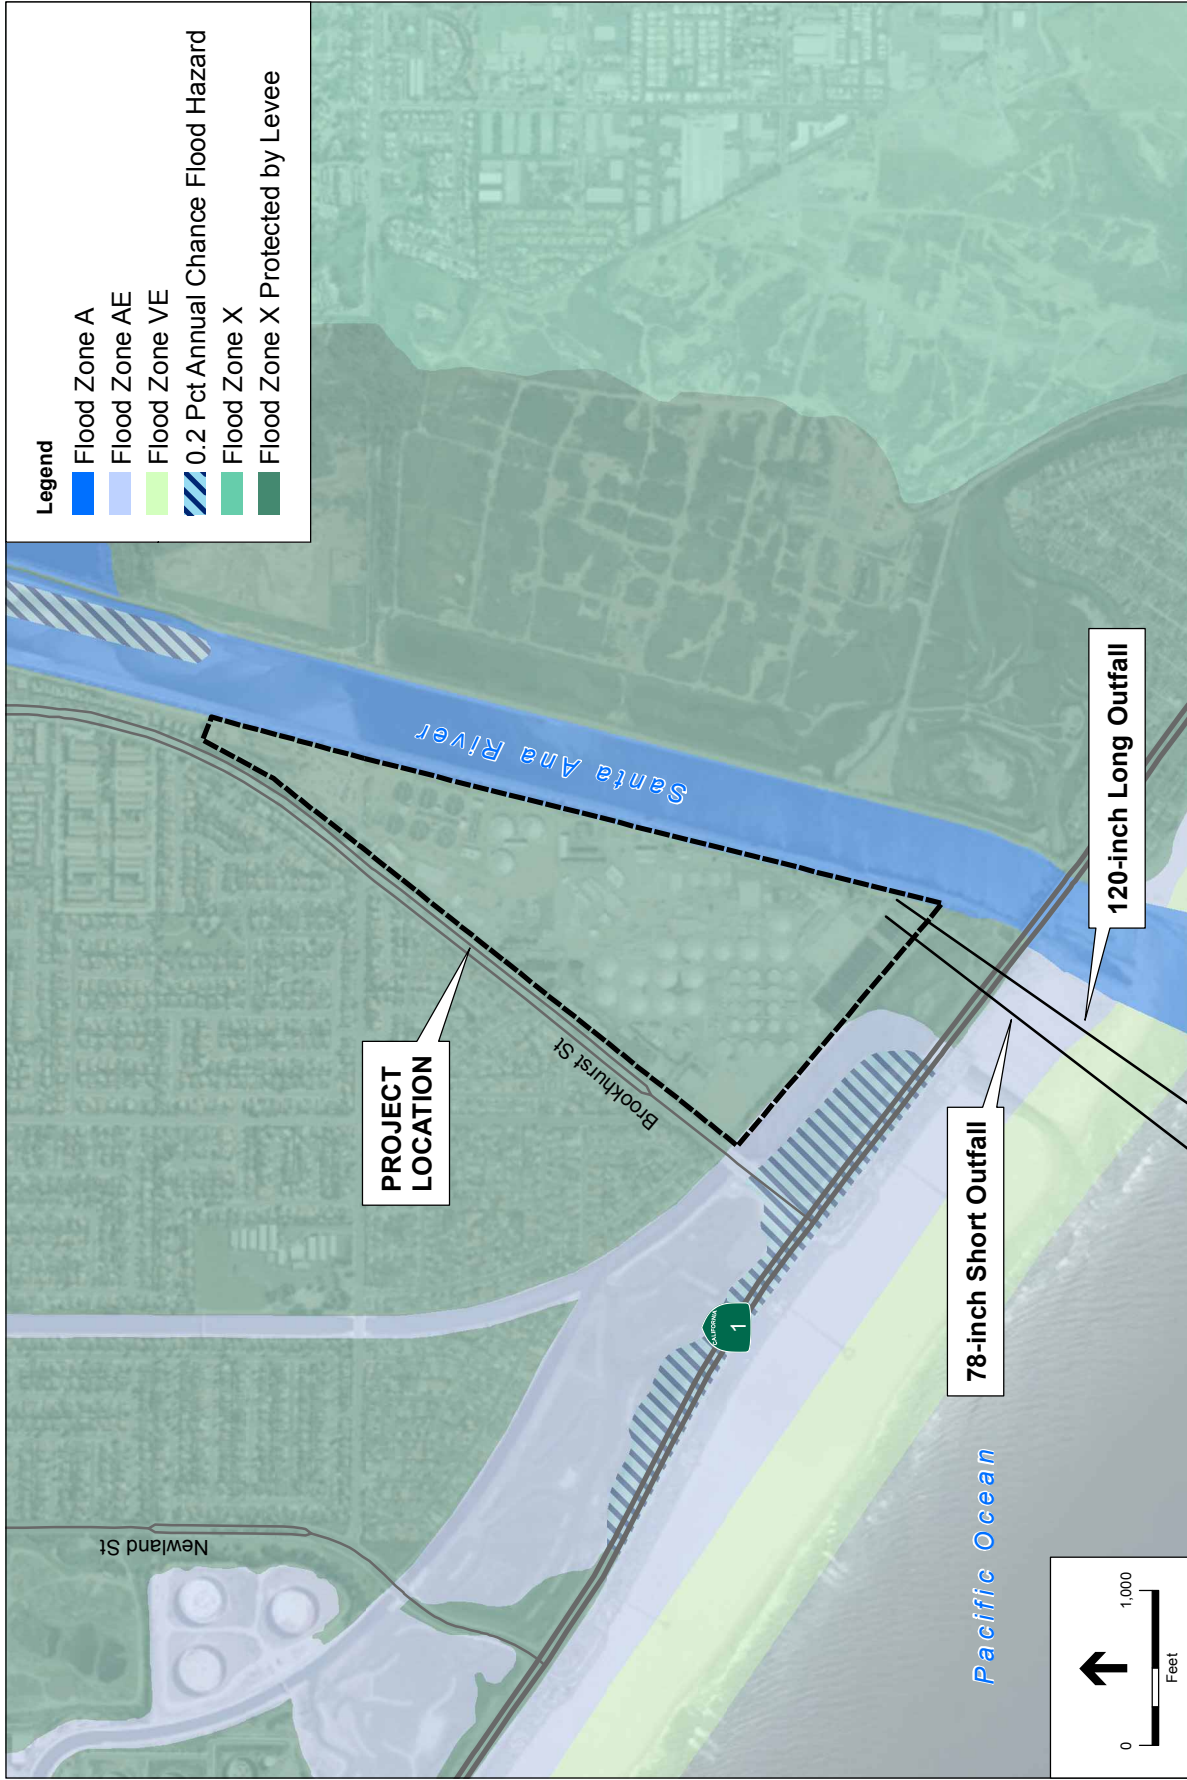 Legend
Flood Zone A
Flood Zone AE
Flood Zone VE
0.2 Pct Annual Chance Flood Hazard
Flood Zone X
Flood Zone X Protected by Levee
Santa Ana River
PROJECT
LOCATION
Brookhurst St
Newland St
CALIFORNIA
1
78-inch Short Outfall
120-inch Long Outfall
Pacific Ocean
0
1,000
Feet